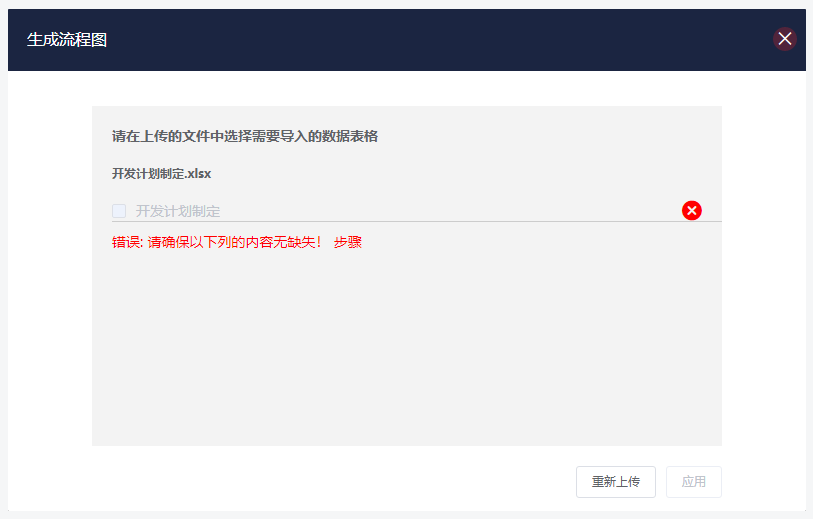 生成流程图
请在上传的文件中选择需要导入的数据表格
开发计划制定.xlsx
开发计划制定
错误: 请确保以下列的内容无缺失！ 步骤
重新上传 应用